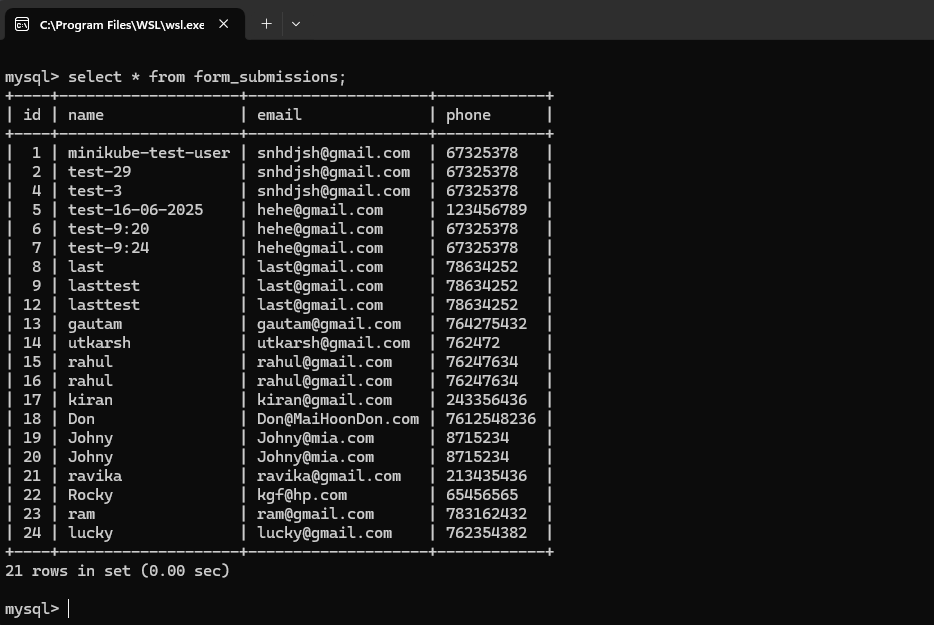 C:\Program Files\WSL\wsl.exe
mysql> select * from form_submissions;
+----+--------------------+--------------------+------------+
| id | name               | email              | phone      |
+----+--------------------+--------------------+------------+
|  1 | minikube-test-user | snhdjsh@gmail.com  | 67325378   |
|  2 | test-29            | snhdjsh@gmail.com  | 67325378   |
|  4 | test-3             | snhdjsh@gmail.com  | 67325378   |
|  5 | test-16-06-2025    | hehe@gmail.com     | 123456789  |
|  6 | test-9:20          | hehe@gmail.com     | 67325378   |
|  7 | test-9:24          | hehe@gmail.com     | 67325378   |
|  8 | last               | last@gmail.com     | 78634252   |
|  9 | lasttest           | last@gmail.com     | 78634252   |
| 12 | lasttest           | last@gmail.com     | 78634252   |
| 13 | gautam             | gautam@gmail.com   | 764275432  |
| 14 | utkarsh            | utkarsh@gmail.com  | 762472     |
| 15 | rahul              | rahul@gmail.com    | 76247634   |
| 16 | rahul              | rahul@gmail.com    | 76247634   |
| 17 | kiran              | kiran@gmail.com    | 243356436  |
| 18 | Don                | Don@MaiHoonDon.com | 7612548236 |
| 19 | Johny              | Johny@mia.com      | 8715234    |
| 20 | Johny              | Johny@mia.com      | 8715234    |
| 21 | ravika             | ravika@gmail.com   | 213435436  |
| 22 | Rocky              | kgf@hp.com         | 65456565   |
| 23 | ram                | ram@gmail.com      | 783162432  |
| 24 | lucky              | lucky@gmail.com    | 762354382  |
+----+--------------------+--------------------+------------+
21 rows in set (0.00 sec)
mysql>